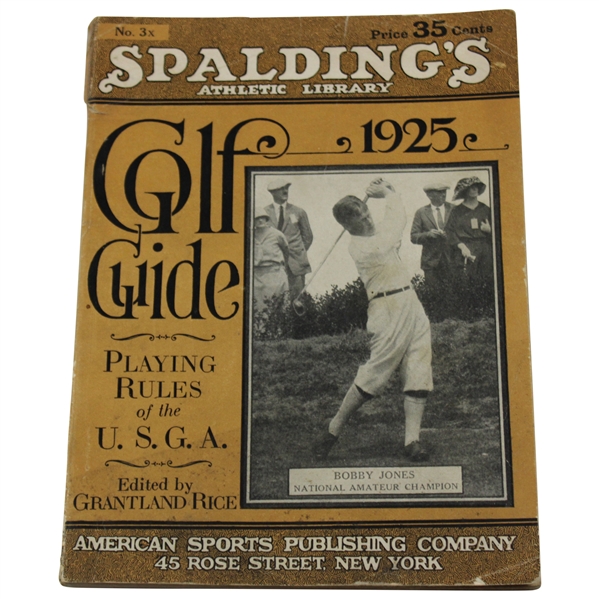 No. 3x
Price 35 Cents
SPALDING'S
ATHLETIC LIBRARY
Golf 1925
Guide
PLAYING
RULES
of the
U. S. G. A.
Edited by
GRANTLAND RICE
BOBBY JONES
NATIONAL AMATEUR CHAMPION
AMERICAN SPORTS PUBLISHING COMPANY
45 ROSE STREET, NEW YORK